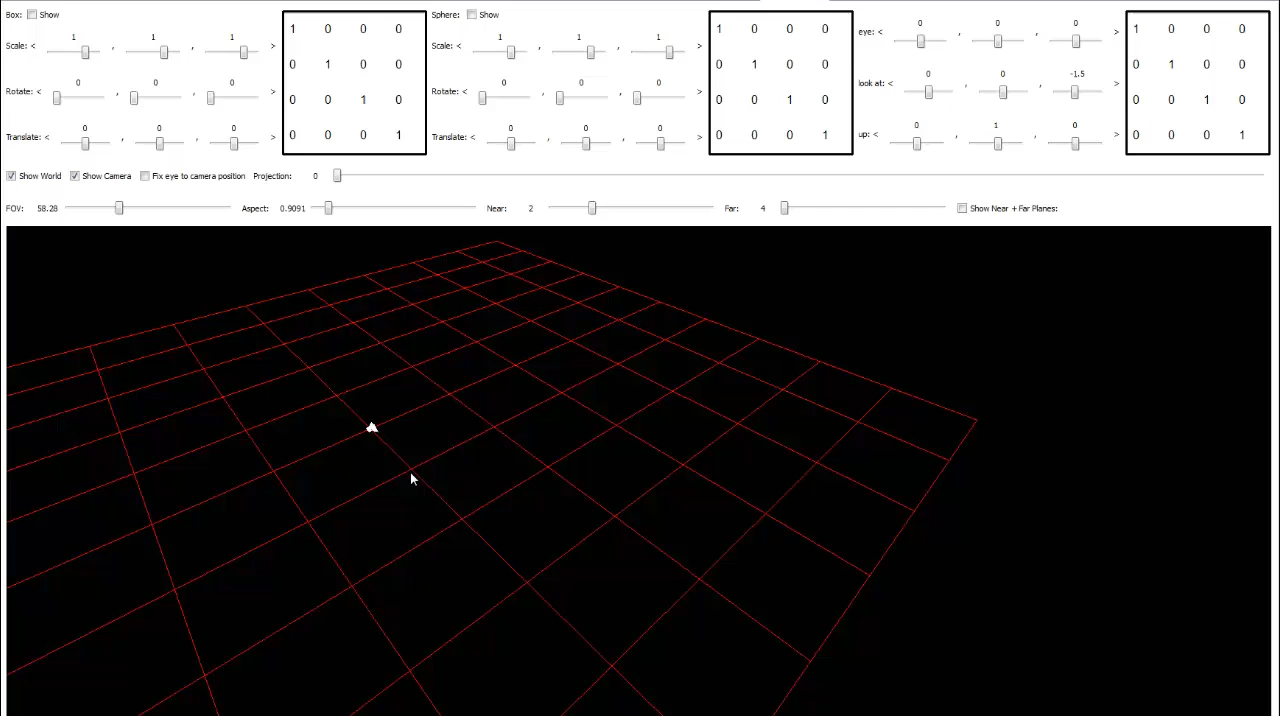 Box: Show
Scale: < 1 , 1 , 1 >
Rotate: < 0 , 0 , 0 >
Translate: < 0 , 0 , 0 >
1 0 0 0
0 1 0 0
0 0 1 0
0 0 0 1
Sphere: Show
Scale: < 1 , 1 , 1 >
Rotate: < 0 , 0 , 0 >
Translate: < 0 , 0 , 0 >
1 0 0 0
0 1 0 0
0 0 1 0
0 0 0 1
eye: < 0 , 0 , 0 >
look at: < 0 , 0 , -1.5 >
up: < 0 , 1 , 0 >
1 0 0 0
0 1 0 0
0 0 1 0
0 0 0 1
Show World Show Camera Fix eye to camera position Projection: 0
FOV: 58.28 Aspect: 0.9091 Near: 2 Far: 4 Show Near + Far Planes: